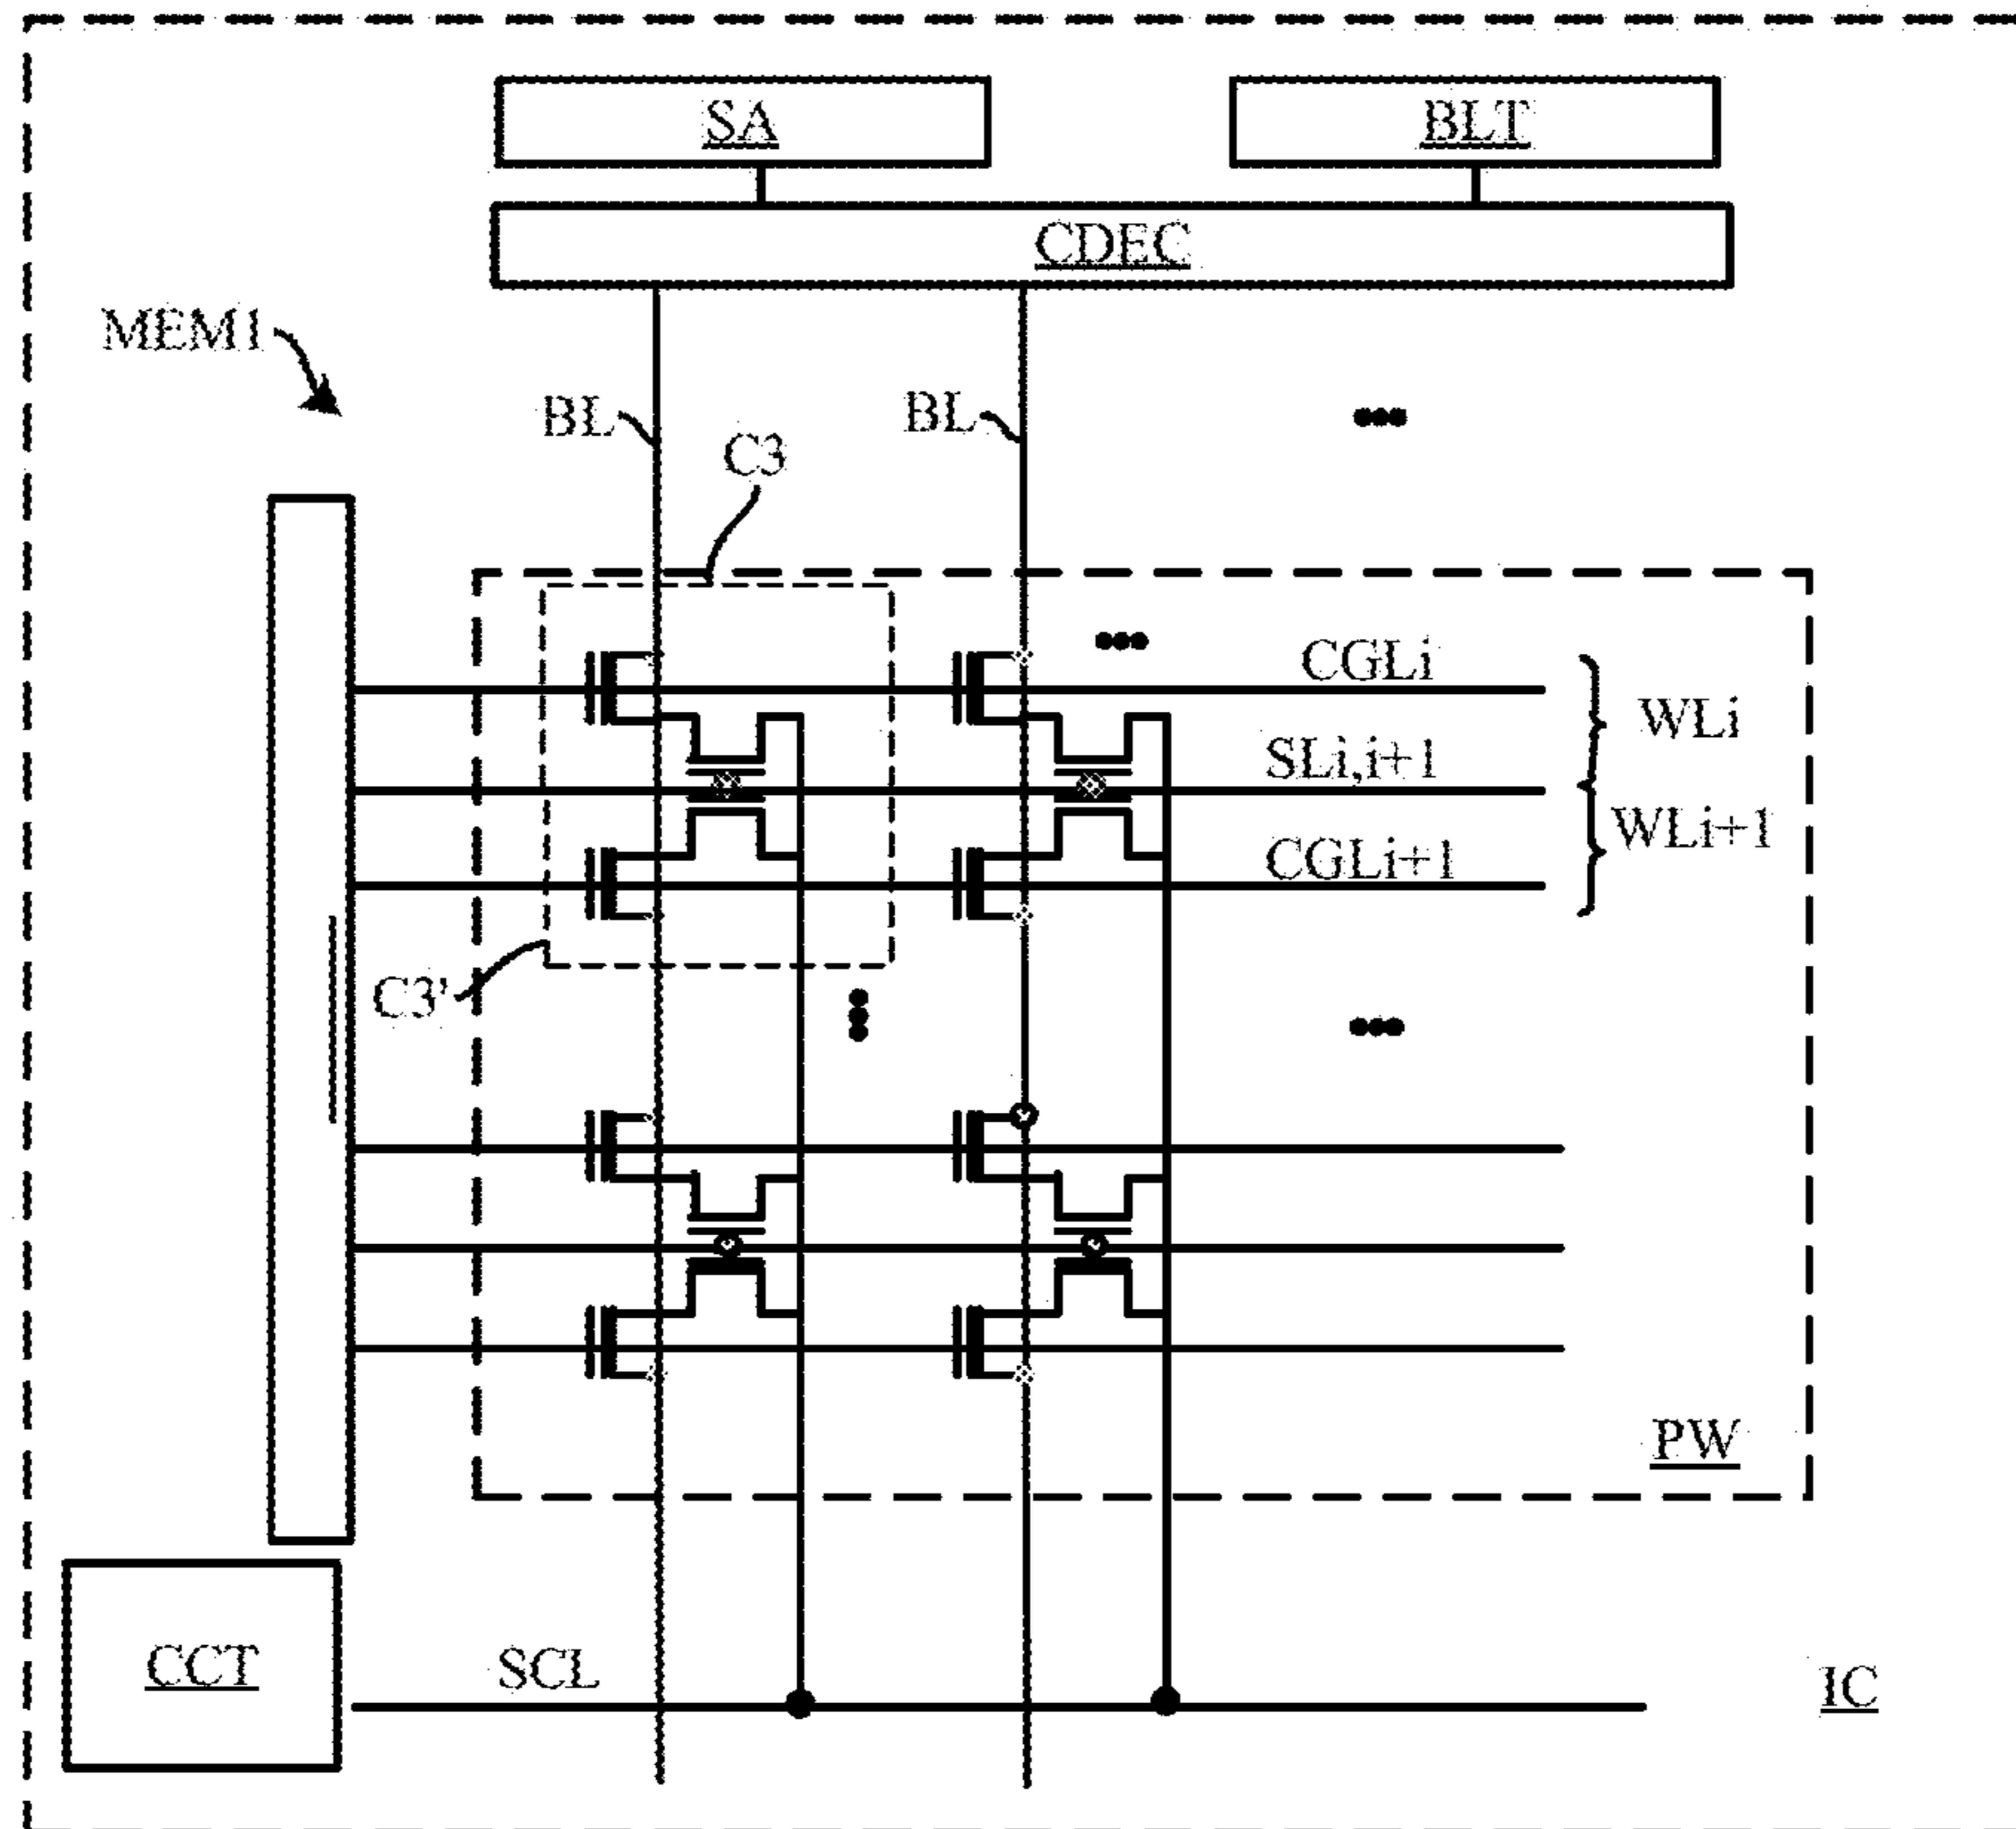 SA
BLT
CDEC
MEM1
BL
BL
C3
CGLi
WLi
SLi,i+1
WLi+1
CGLi+1
C3'
PW
CCT
SCL
IC